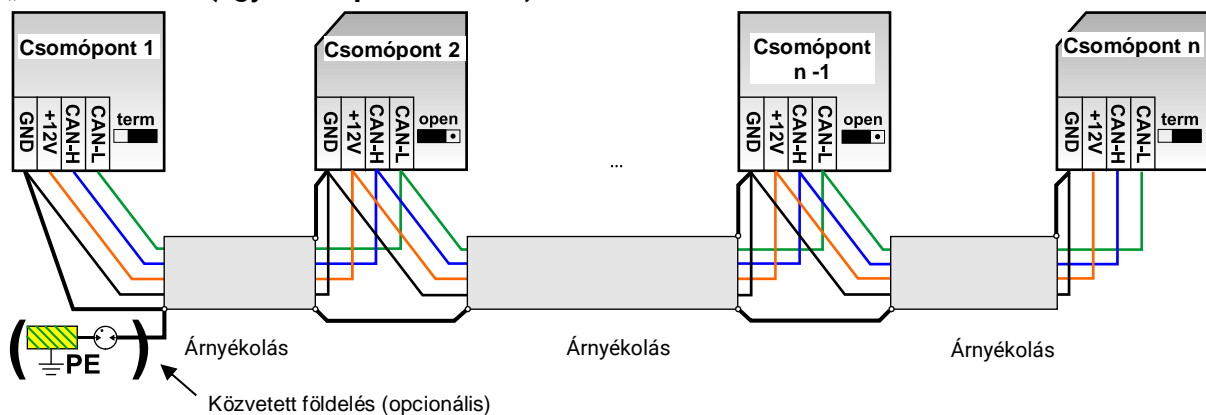 Csomópont 1
Csomópont 2
Csomópont
n -1
Csomópont n
GND
+12V
CAN-H
CAN-L
term
GND
+12V
CAN-H
CAN-L
open
GND
+12V
CAN-H
CAN-L
open
GND
+12V
CAN-H
CAN-L
term
...
Árnyékolás
Árnyékolás
Árnyékolás
( PE )
Közvetett földelés (opcionális)